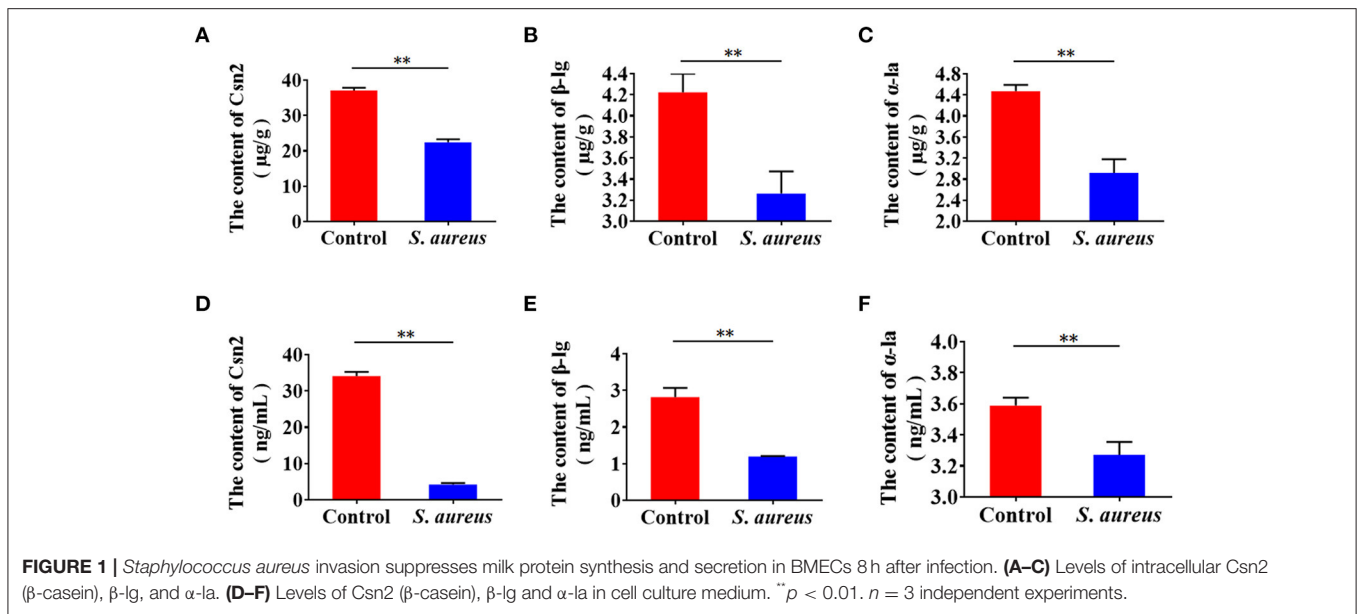 A
The content of Csn2
( μg/g )
**
40
30
20
10
0
Control
S. aureus
B
The content of β-lg
( μg/g )
**
4.4
4.2
4.0
3.8
3.6
3.4
3.2
3.0
Control
S. aureus
C
The content of α-la
( μg/g )
**
4.8
4.4
4.0
3.6
3.2
2.8
2.4
2.0
Control
S. aureus
D
The content of Csn2
( ng/mL )
**
40
30
20
10
0
Control
S. aureus
E
The content of β-lg
( ng/mL )
**
4
3
2
1
0
Control
S. aureus
F
The content of α-la
( ng/mL )
**
4.0
3.8
3.6
3.4
3.2
3.0
Control
S. aureus
FIGURE 1 | Staphylococcus aureus invasion suppresses milk protein synthesis and secretion in BMECs 8 h after infection. (A–C) Levels of intracellular Csn2
(β-casein), β-lg, and α-la. (D–F) Levels of Csn2 (β-casein), β-lg and α-la in cell culture medium. **p < 0.01. n = 3 independent experiments.